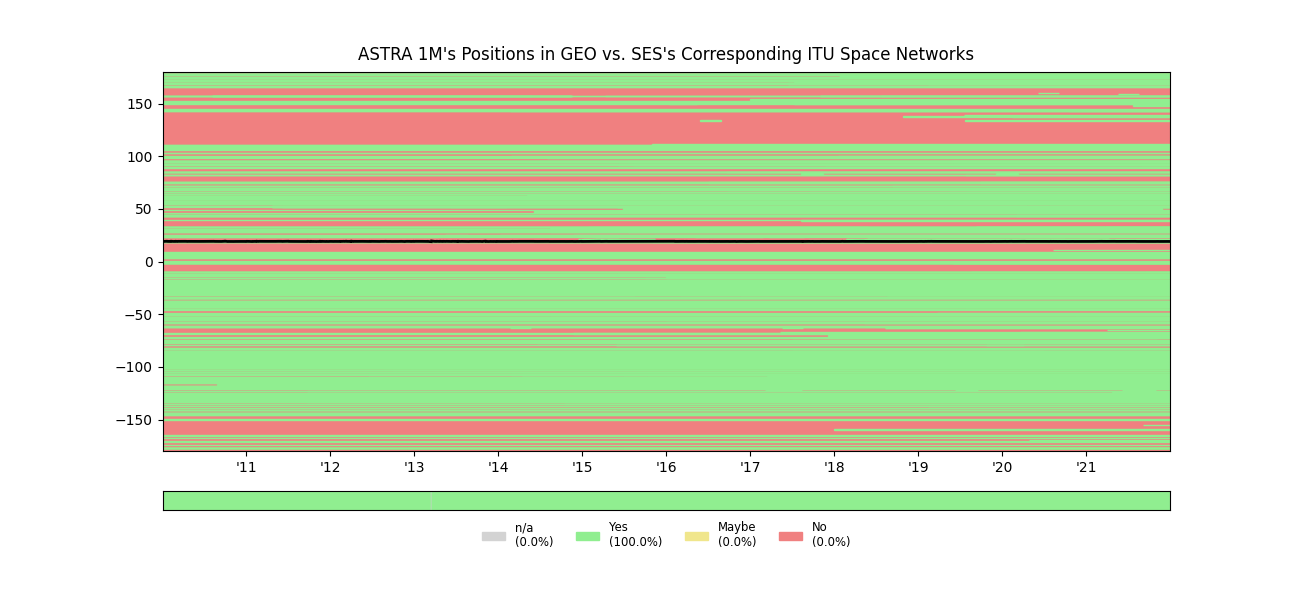 ASTRA 1M's Positions in GEO vs. SES's Corresponding ITU Space Networks
150
100
50
0
−50
−100
−150
'11 '12 '13 '14 '15 '16 '17 '18 '19 '20 '21
n/a Yes Maybe No
(0.0%) (100.0%) (0.0%) (0.0%)